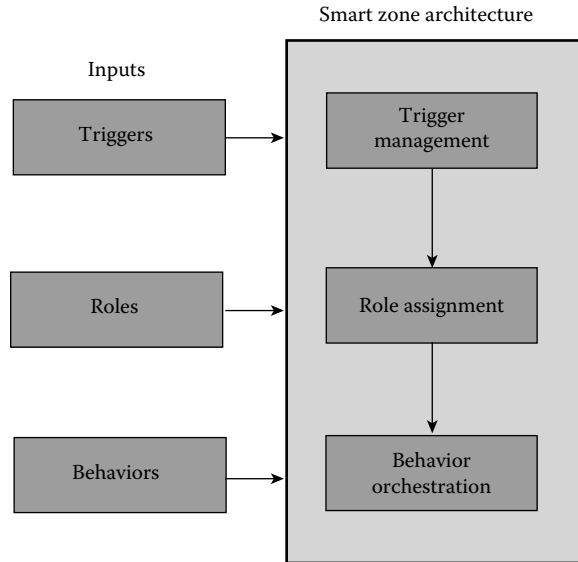 Smart zone architecture
Inputs
Triggers
Trigger
management
Roles
Role assignment
Behaviors
Behavior
orchestration